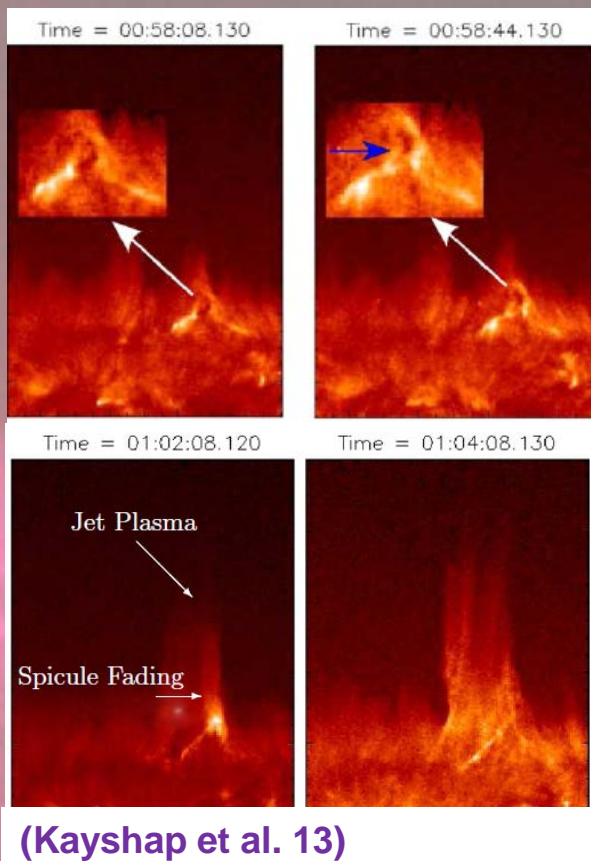 Time = 00:58:08.130
Time = 00:58:44.130
Time = 01:02:08.120
Time = 01:04:08.130
Jet Plasma
Spicule Fading
(Kayshap et al. 13)